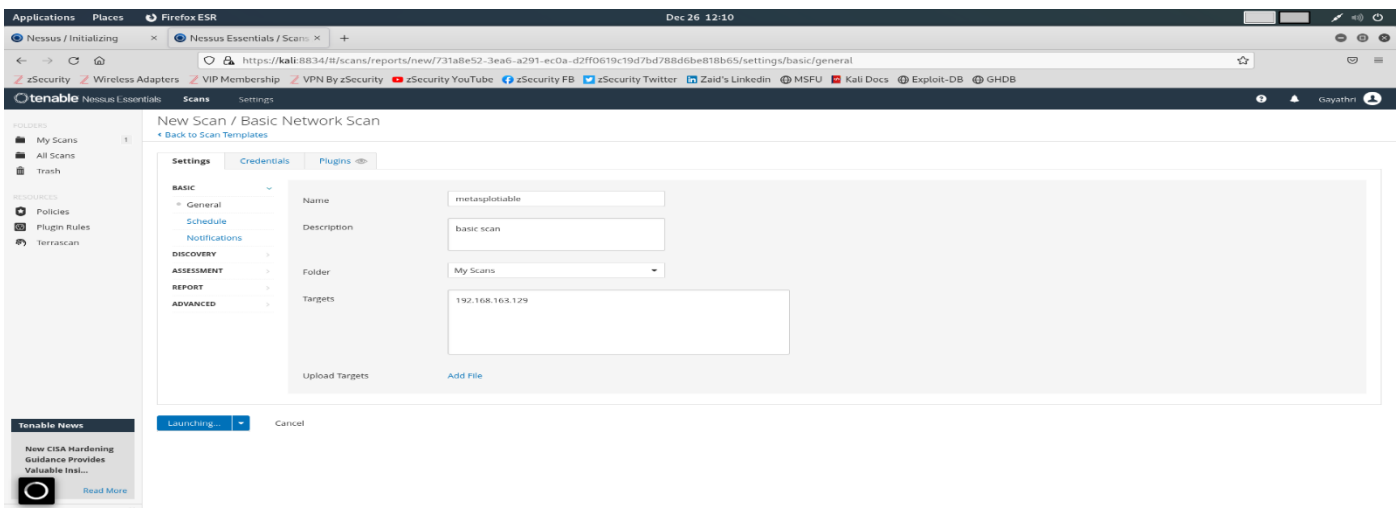 Applications Places Firefox ESR Dec 26 12:10
Nessus / Initializing × Nessus Essentials / Scans × +
https://kali:8834/#/scans/reports/new/731a8e52-3ea6-a291-ec0a-d2ff0619c19d7bd788d6be818b65/settings/basic/general
zSecurity Wireless Adapters VIP Membership VPN By zSecurity zSecurity YouTube zSecurity FB zSecurity Twitter Zaid's Linkedin MSFU Kali Docs Exploit-DB GHDB
tenable Nessus Essentials Scans Settings Gayathri
New Scan / Basic Network Scan
Back to Scan Templates
FOLDERS
My Scans 1
All Scans
Trash
RESOURCES
Policies
Plugin Rules
Terrascan
Settings Credentials Plugins
BASIC
General
Schedule
Notifications
DISCOVERY
ASSESSMENT
REPORT
ADVANCED
Name metasplotiable
Description basic scan
Folder My Scans
Targets 192.168.163.129
Upload Targets Add File
Launching... Cancel
Tenable News
New CISA Hardening
Guidance Provides
Valuable Insi...
Read More